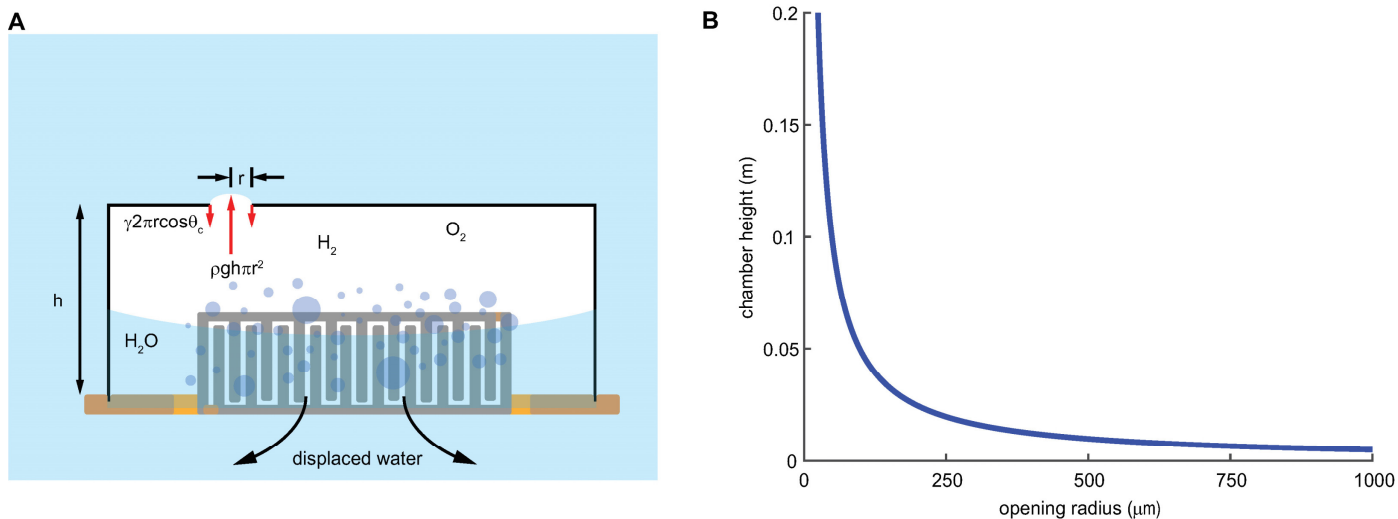 A
r
γ2πrcosθ꜀
H₂
O₂
ρghπr²
h
H₂O
displaced water
B
0.2
0.15
0.1
0.05
0
chamber height (m)
0 250 500 750 1000
opening radius (μm)